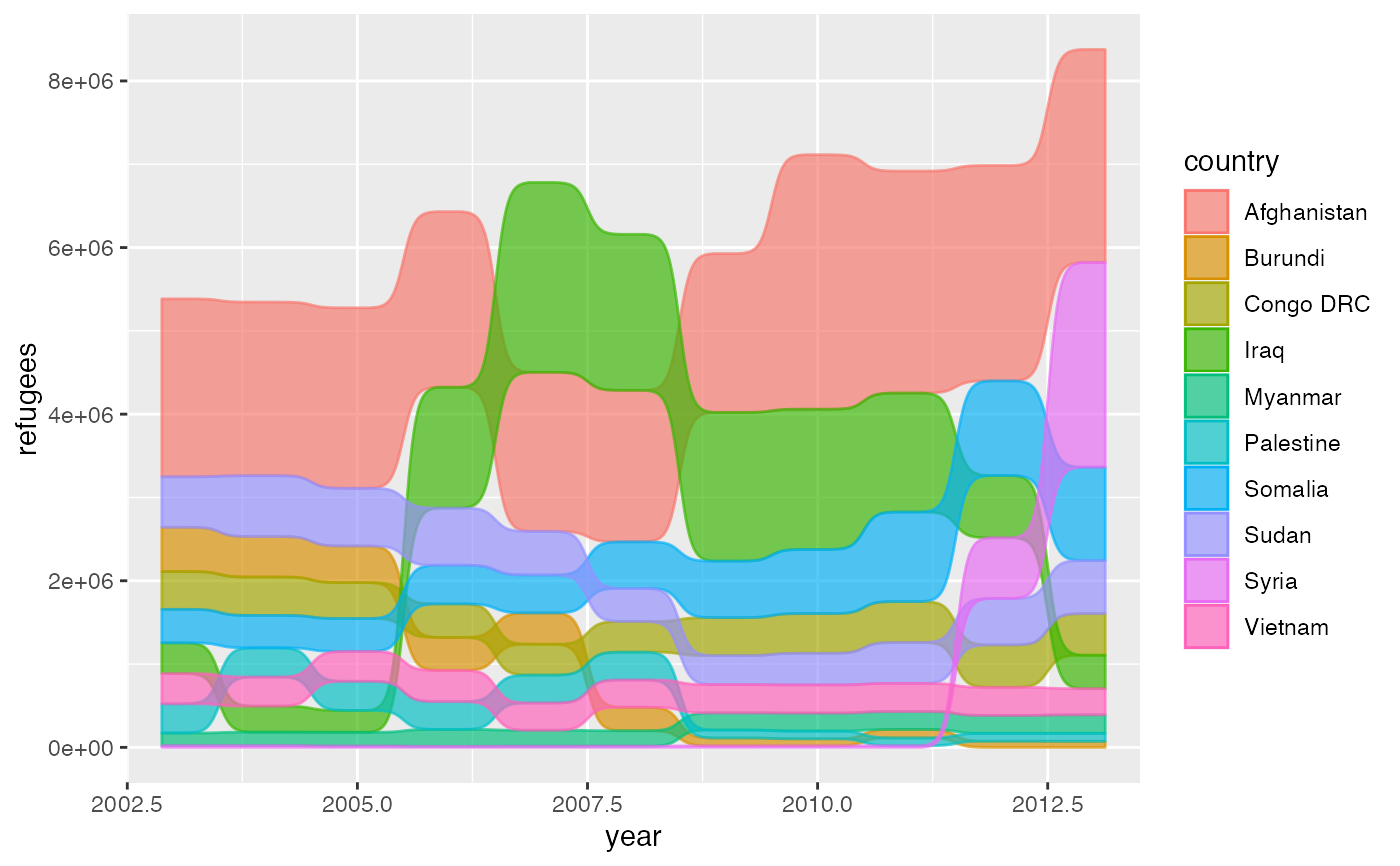 8e+06
6e+06
4e+06
2e+06
0e+00
refugees
2002.5
2005.0
2007.5
2010.0
2012.5
year
country
Afghanistan
Burundi
Congo DRC
Iraq
Myanmar
Palestine
Somalia
Sudan
Syria
Vietnam